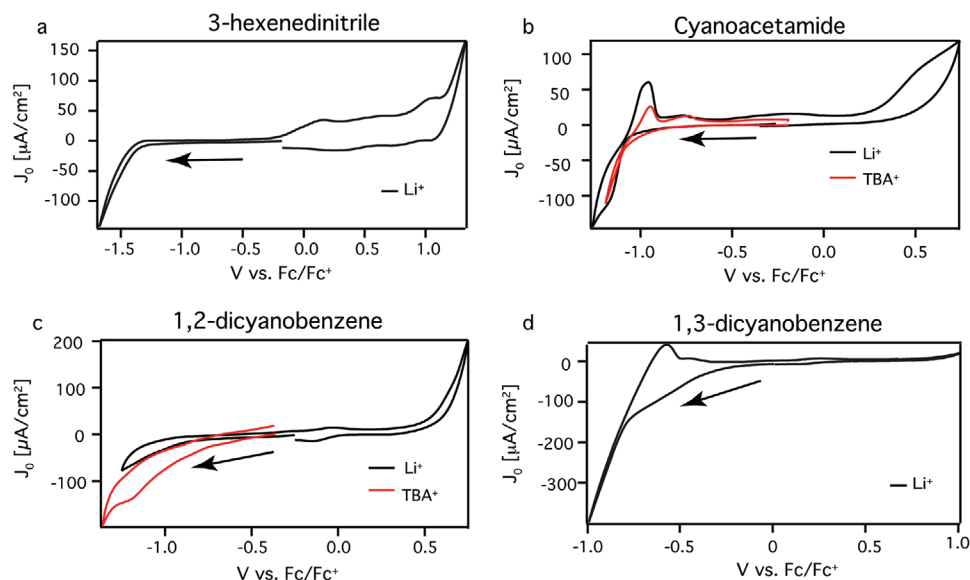 a
3-hexenedinitrile
J₀ [µA/cm²]
150
100
50
0
-50
-100
Li⁺
-1.5
-1.0
-0.5
0.0
0.5
1.0
V vs. Fc/Fc⁺
b
Cyanoacetamide
J₀ [µA/cm²]
100
50
0
-50
-100
Li⁺
TBA⁺
-1.0
-0.5
0.0
0.5
V vs. Fc/Fc⁺
c
1,2-dicyanobenzene
J₀ [µA/cm²]
200
100
0
-100
Li⁺
TBA⁺
-1.0
-0.5
0.0
0.5
V vs. Fc/Fc⁺
d
1,3-dicyanobenzene
J₀ [µA/cm²]
0
-100
-200
-300
Li⁺
-1.0
-0.5
0
0.5
1.0
V vs. Fc/Fc⁺